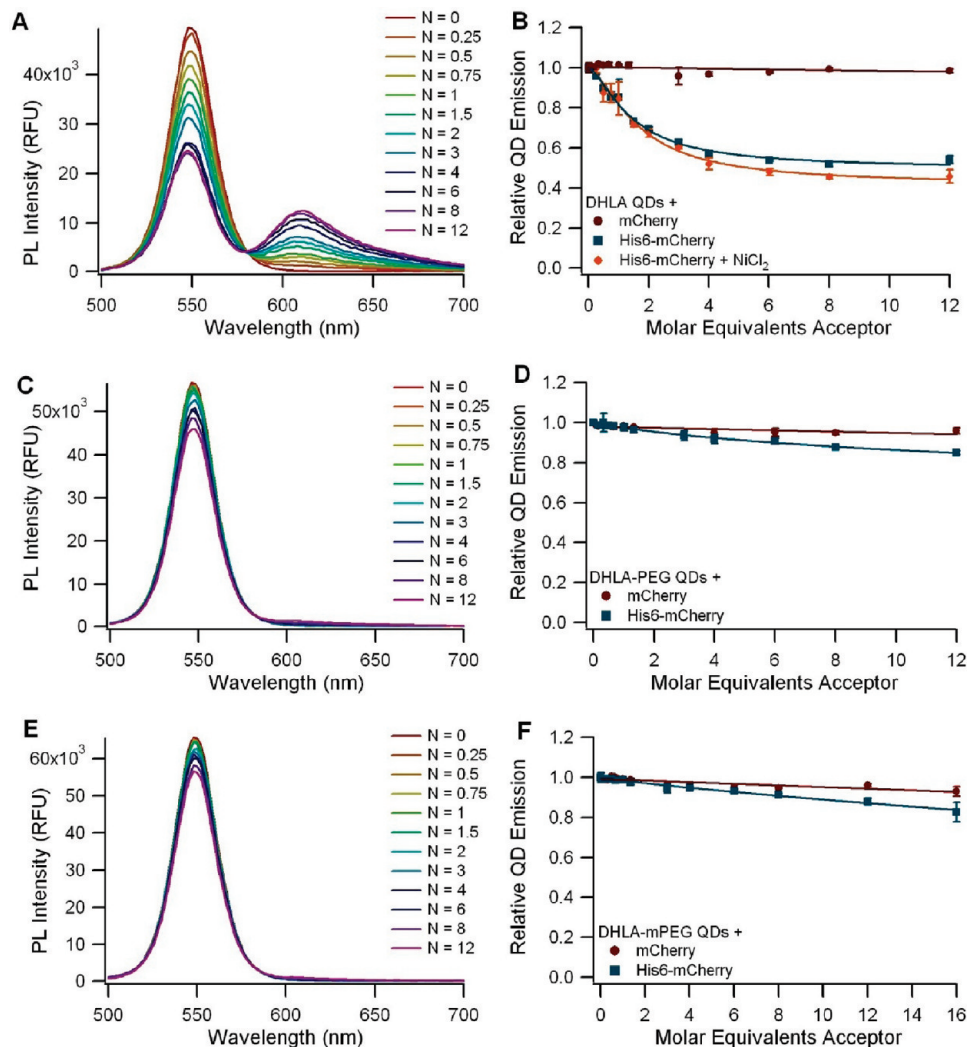 A
PL Intensity (RFU)
40x10³
30
20
10
0
500 550 600 650 700
Wavelength (nm)
N = 0
N = 0.25
N = 0.5
N = 0.75
N = 1
N = 1.5
N = 2
N = 3
N = 4
N = 6
N = 8
N = 12
B
Relative QD Emission
1.2
1.0
0.8
0.6
0.4
0.2
0.0
DHLA QDs +
mCherry
His6-mCherry
His6-mCherry + NiCl₂
0 2 4 6 8 10 12
Molar Equivalents Acceptor
C
PL Intensity (RFU)
50x10³
40
30
20
10
0
500 550 600 650 700
Wavelength (nm)
N = 0
N = 0.25
N = 0.5
N = 0.75
N = 1
N = 1.5
N = 2
N = 3
N = 4
N = 6
N = 8
N = 12
D
Relative QD Emission
1.2
1.0
0.8
0.6
0.4
0.2
0.0
DHLA-PEG QDs +
mCherry
His6-mCherry
0 2 4 6 8 10 12
Molar Equivalents Acceptor
E
PL Intensity (RFU)
60x10³
50
40
30
20
10
0
500 550 600 650 700
Wavelength (nm)
N = 0
N = 0.25
N = 0.5
N = 0.75
N = 1
N = 1.5
N = 2
N = 3
N = 4
N = 6
N = 8
N = 12
F
Relative QD Emission
1.2
1.0
0.8
0.6
0.4
0.2
0.0
DHLA-mPEG QDs +
mCherry
His6-mCherry
0 2 4 6 8 10 12 14 16
Molar Equivalents Acceptor